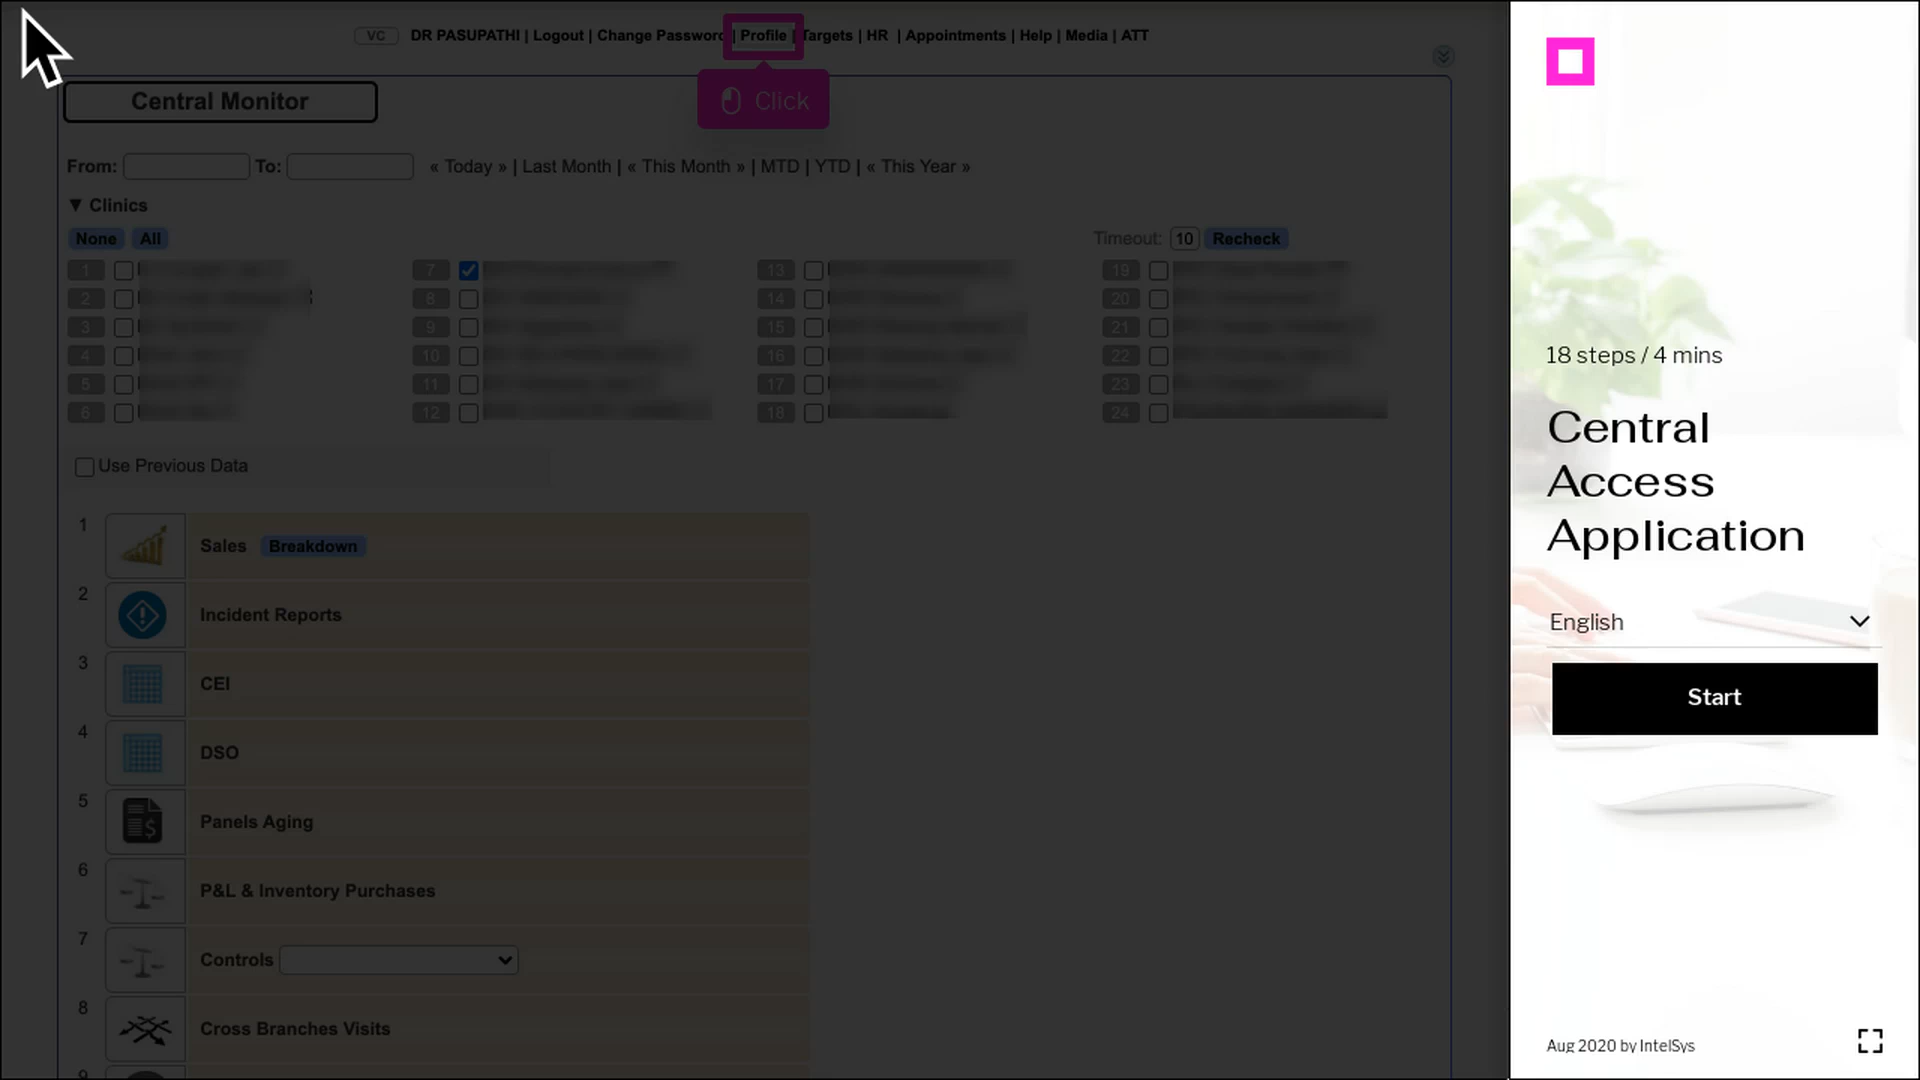 VC DR PASUPATHI | Logout | Change Password | Profile | Targets | HR | Appointments | Help | Media | ATT
Click
Central Monitor
From: To: « Today » | Last Month | « This Month » | MTD | YTD | « This Year »
▼ Clinics
None All Timeout: 10 Recheck
1 7 13 19
2 8 14 20
3 9 15 21
4 10 16 22
5 11 17 23
6 12 18 24
Use Previous Data
1 Sales Breakdown
2 Incident Reports
3 CEI
4 DSO
5 Panels Aging
6 P&L & Inventory Purchases
7 Controls
8 Cross Branches Visits
9
18 steps / 4 mins
Central
Access
Application
English
Start
Aug 2020 by IntelSys